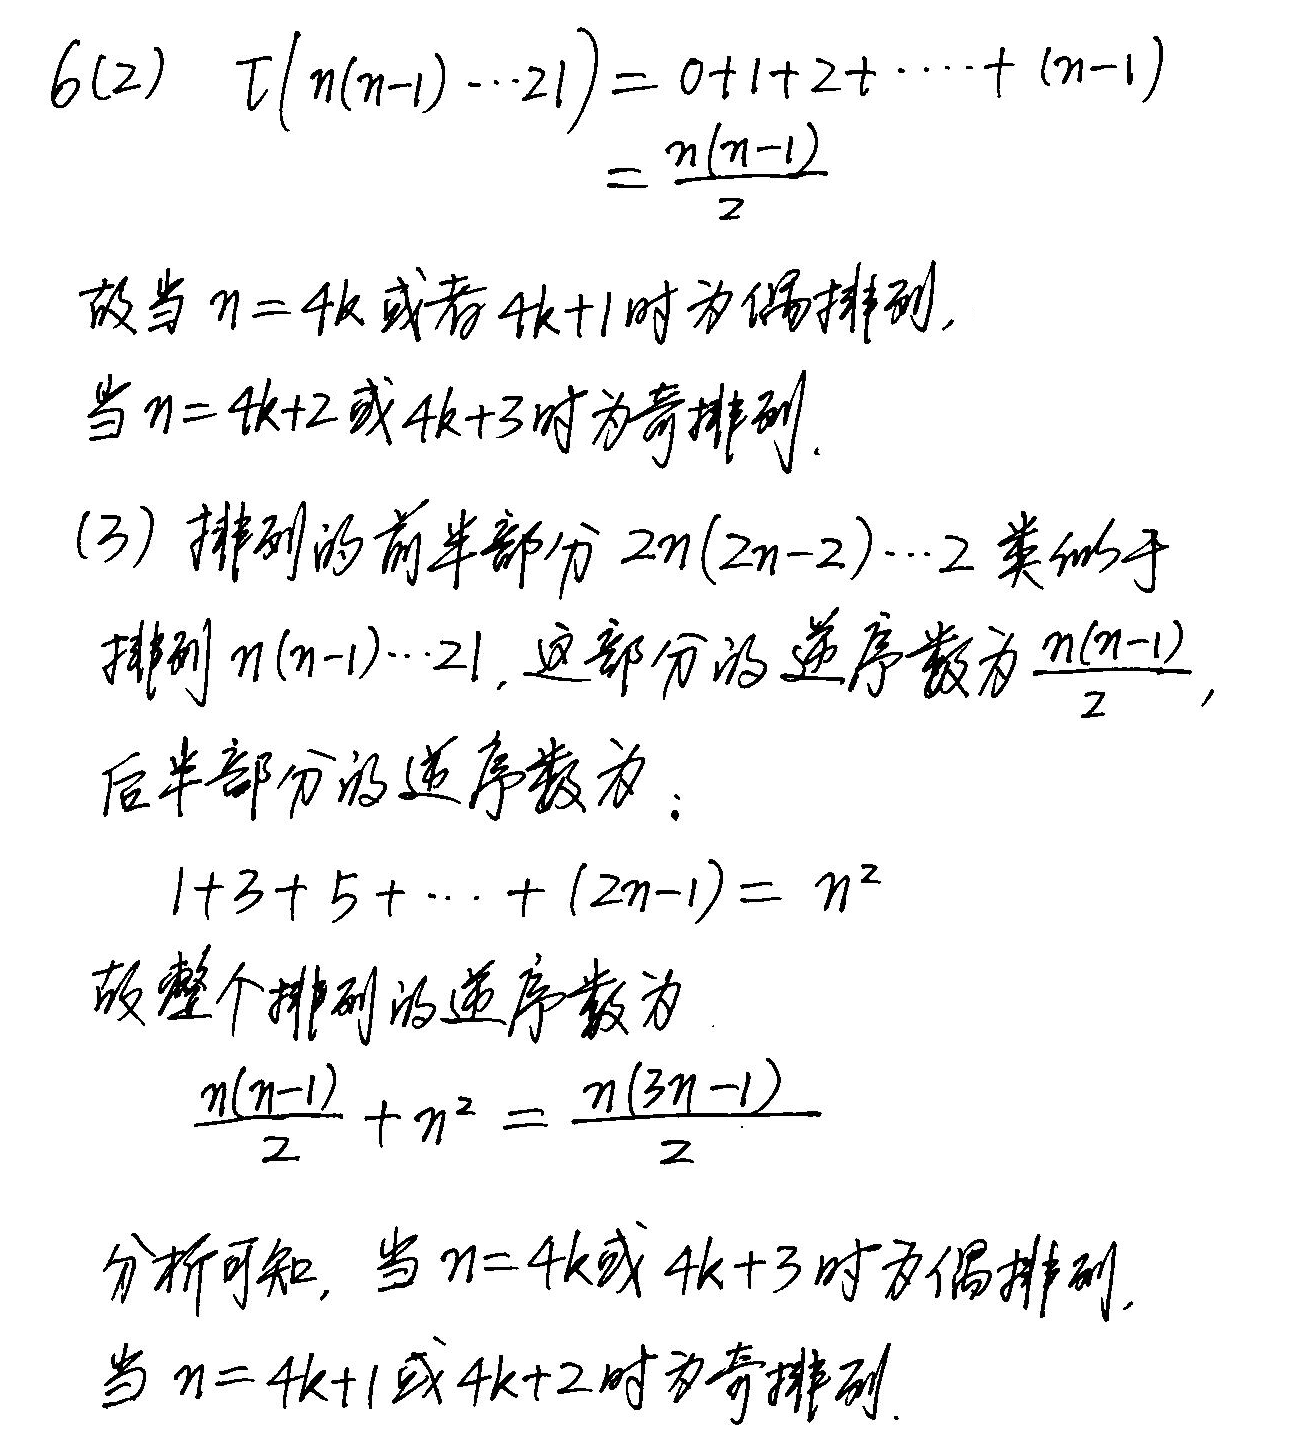 6(2) τ(n(n-1)⋯21) = 0+1+2+⋯⋯+(n-1)
= n(n-1)/2
故当 n=4k 或者 4k+1 时为偶排列,
当 n=4k+2 或 4k+3 时为奇排列.
(3) 排列的前半部分 2n(2n-2)⋯2 类似于
排列 n(n-1)⋯21, 这部分的逆序数为 n(n-1)/2,
后半部分的逆序数为:
1+3+5+⋯+(2n-1)= n²
故整个排列的逆序数为
n(n-1)/2 + n² = n(3n-1)/2
分析可知, 当 n=4k或 4k+3 时为偶排列,
当 n=4k+1 或 4k+2 时为奇排列.